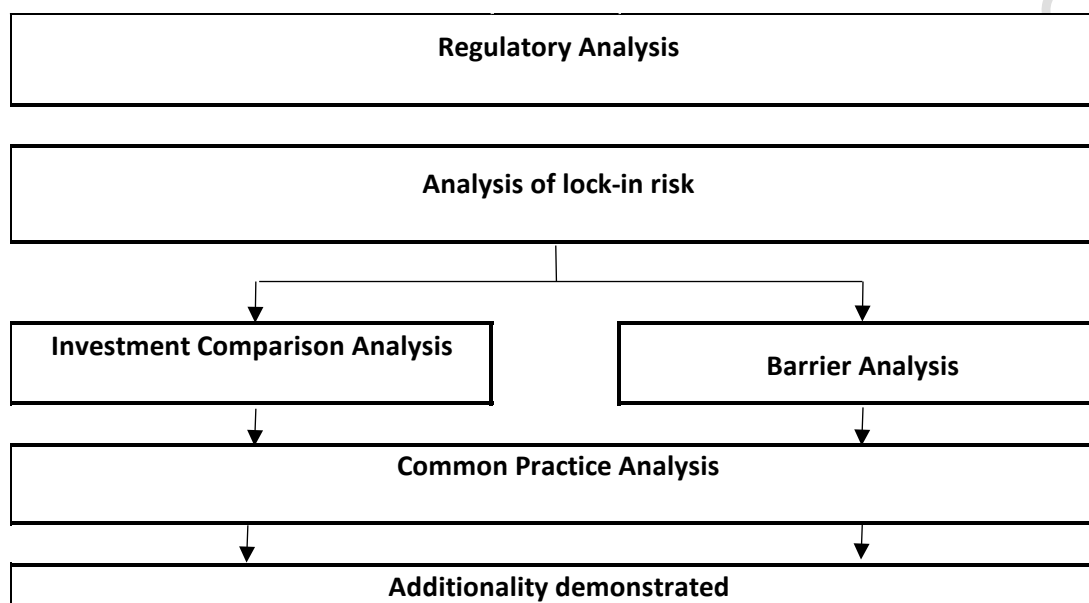 Regulatory Analysis
Analysis of lock-in risk
Investment Comparison Analysis
Barrier Analysis
Common Practice Analysis
Additionality demonstrated